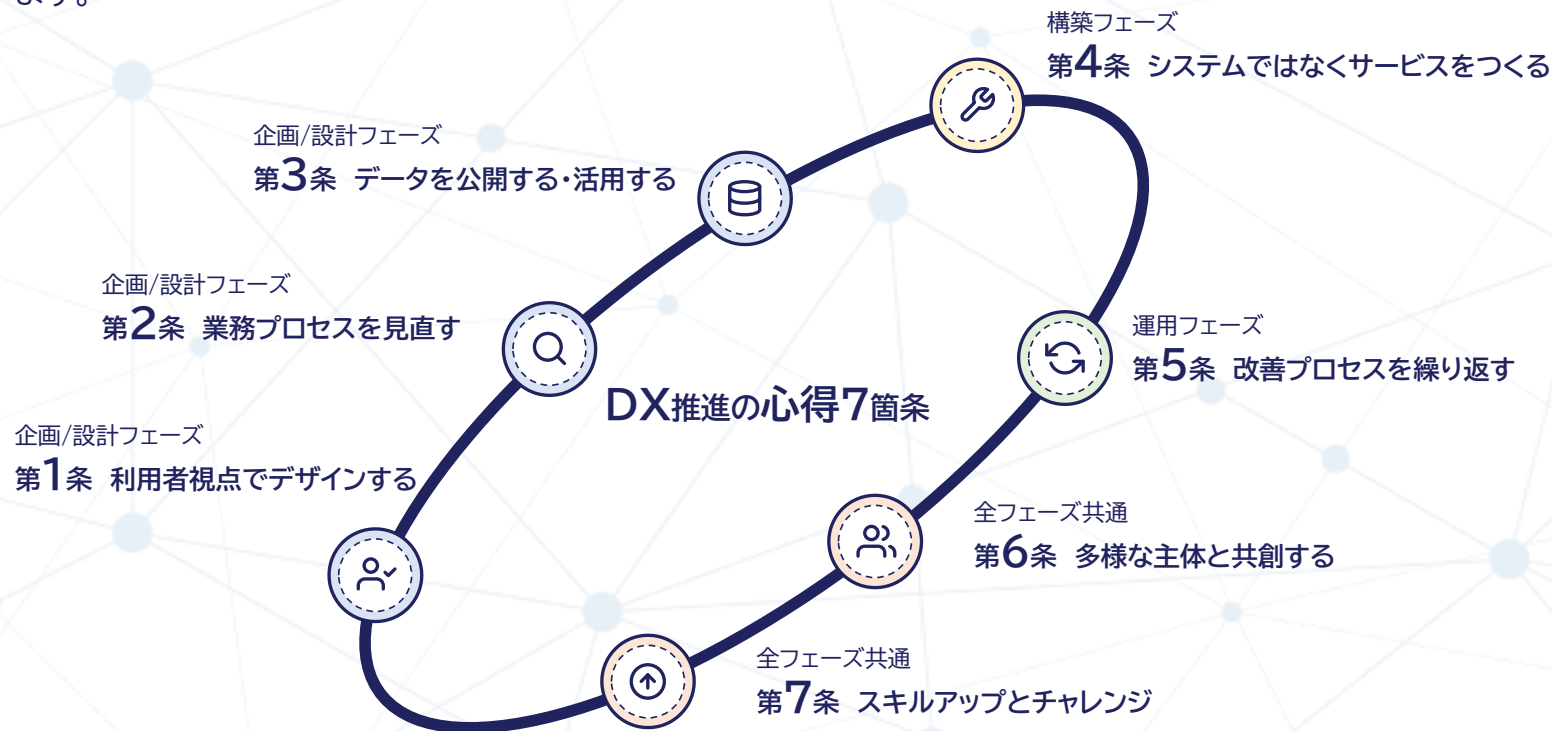 ます。
構築フェーズ
第4条 システムではなくサービスをつくる
企画/設計フェーズ
第3条 データを公開する・活用する
企画/設計フェーズ
第2条 業務プロセスを見直す
運用フェーズ
第5条 改善プロセスを繰り返す
DX推進の心得7箇条
企画/設計フェーズ
第1条 利用者視点でデザインする
全フェーズ共通
第6条 多様な主体と共創する
全フェーズ共通
第7条 スキルアップとチャレンジ